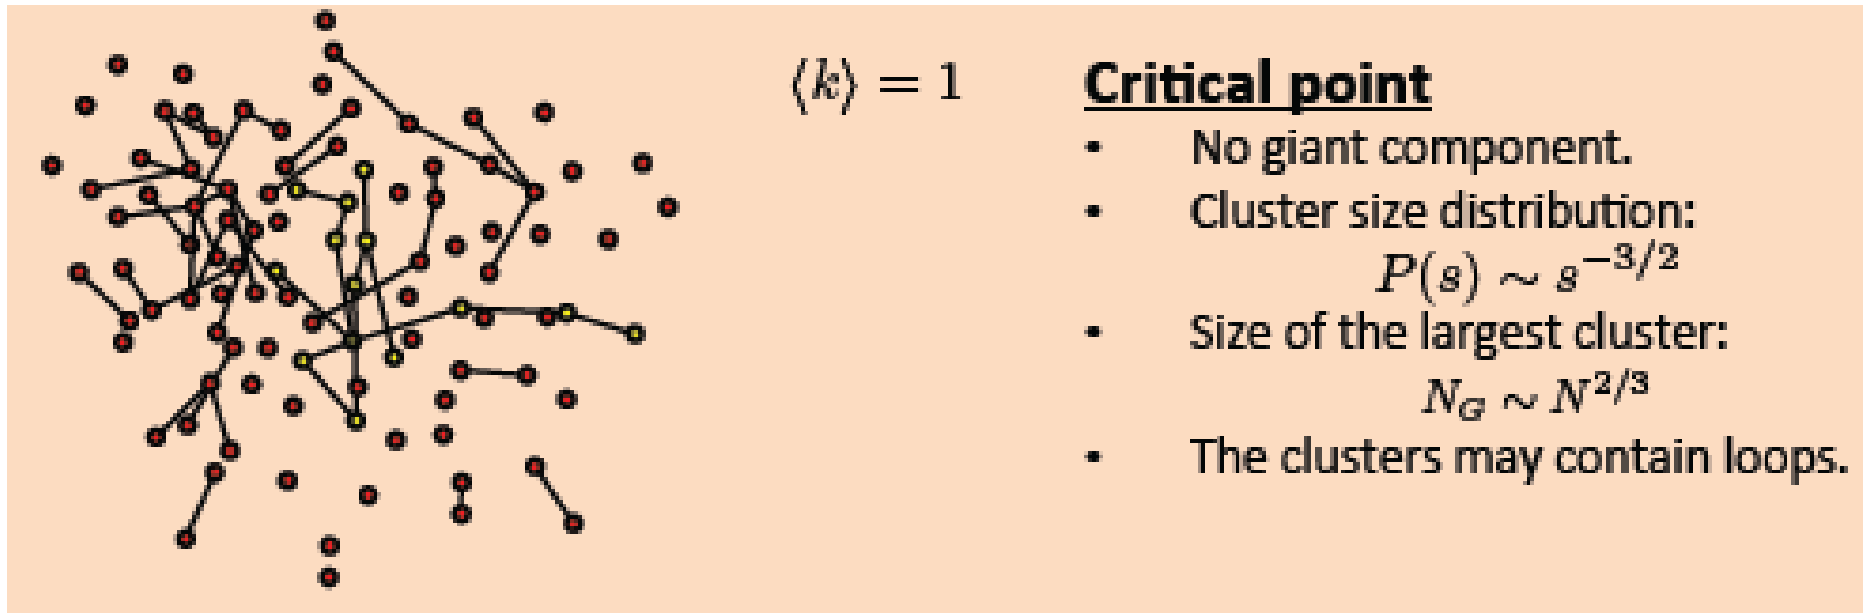 ⟨k⟩ = 1
Critical point
• No giant component.
• Cluster size distribution:
P(s) ~ s^{-3/2}
• Size of the largest cluster:
N_G ~ N^{2/3}
• The clusters may contain loops.